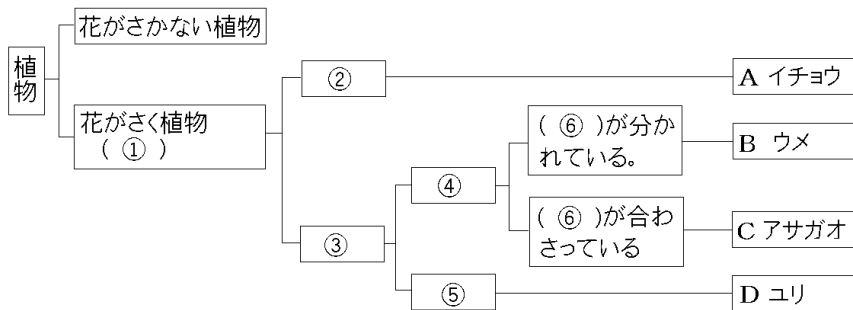 植物
花がさかない植物
花がさく植物
( ① )
②
③
④
⑤
( ⑥ )が分か
れている。
( ⑥ )が合わ
さっている
A イチョウ
B ウメ
C アサガオ
D ユリ